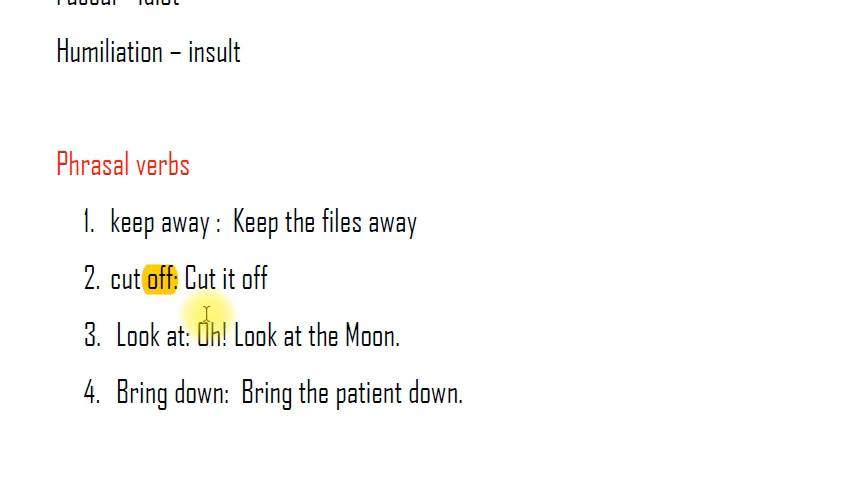 Humiliation – insult
Phrasal verbs
1. keep away : Keep the files away
2. cut off: Cut it off
3. Look at: Oh! Look at the Moon.
4. Bring down: Bring the patient down.